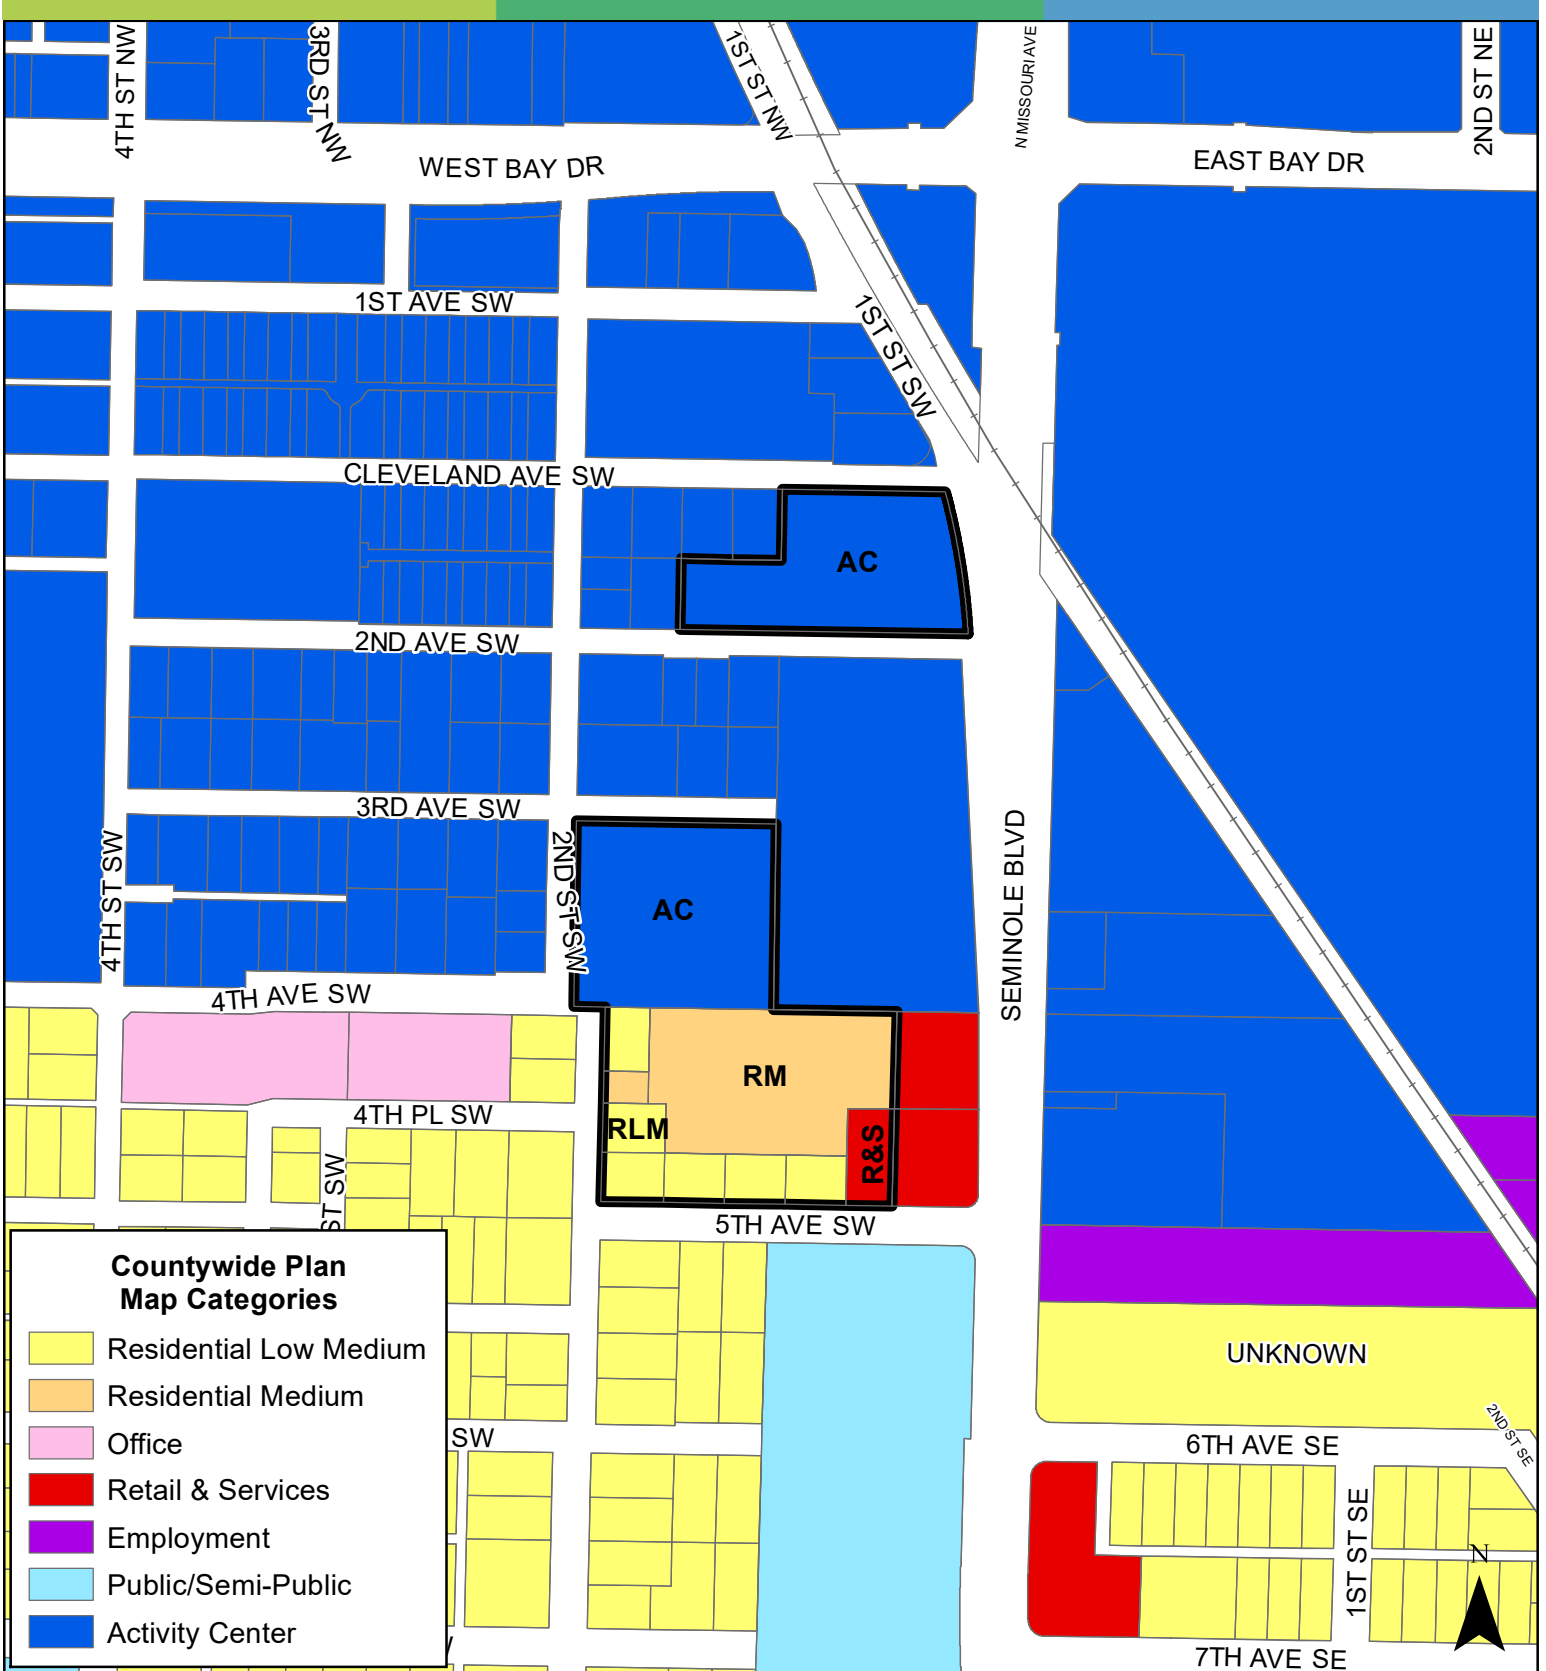 4TH ST NW
3RD ST NW
1ST ST NW
N MISSOURI AVE
2ND ST NE
WEST BAY DR
EAST BAY DR
1ST AVE SW
1ST ST SW
CLEVELAND AVE SW
AC
2ND AVE SW
3RD AVE SW
4TH ST SW
2ND ST SW
AC
SEMINOLE BLVD
4TH AVE SW
RM
4TH PL SW
RLM
R&S
ST SW
5TH AVE SW
Countywide Plan
Map Categories
Residential Low Medium
Residential Medium
Office
Retail & Services
Employment
Public/Semi-Public
Activity Center
UNKNOWN
SW
2ND ST SE
6TH AVE SE
1ST ST SE
N
7TH AVE SE